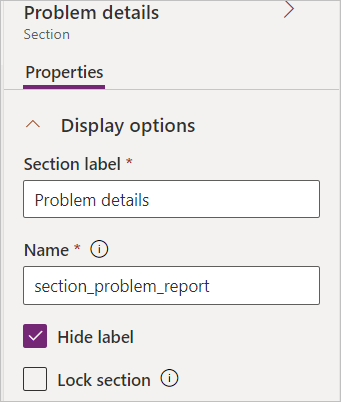 Problem details
Section
Properties
Display options
Section label *
Problem details
Name *
section_problem_report
Hide label
Lock section